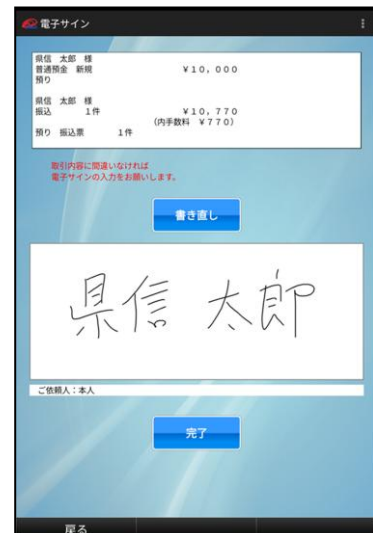 電子サイン
県信 太郎 様
普通預金 新規 ¥10,000
預り
県信 太郎 様
振込 1件 ¥10,770
(内手数料 ¥770)
預り 振込票 1件
取引内容に間違いなければ
電子サインの入力をお願いします。
書き直し
県信 太郎
ご依頼人:本人
完了
戻る